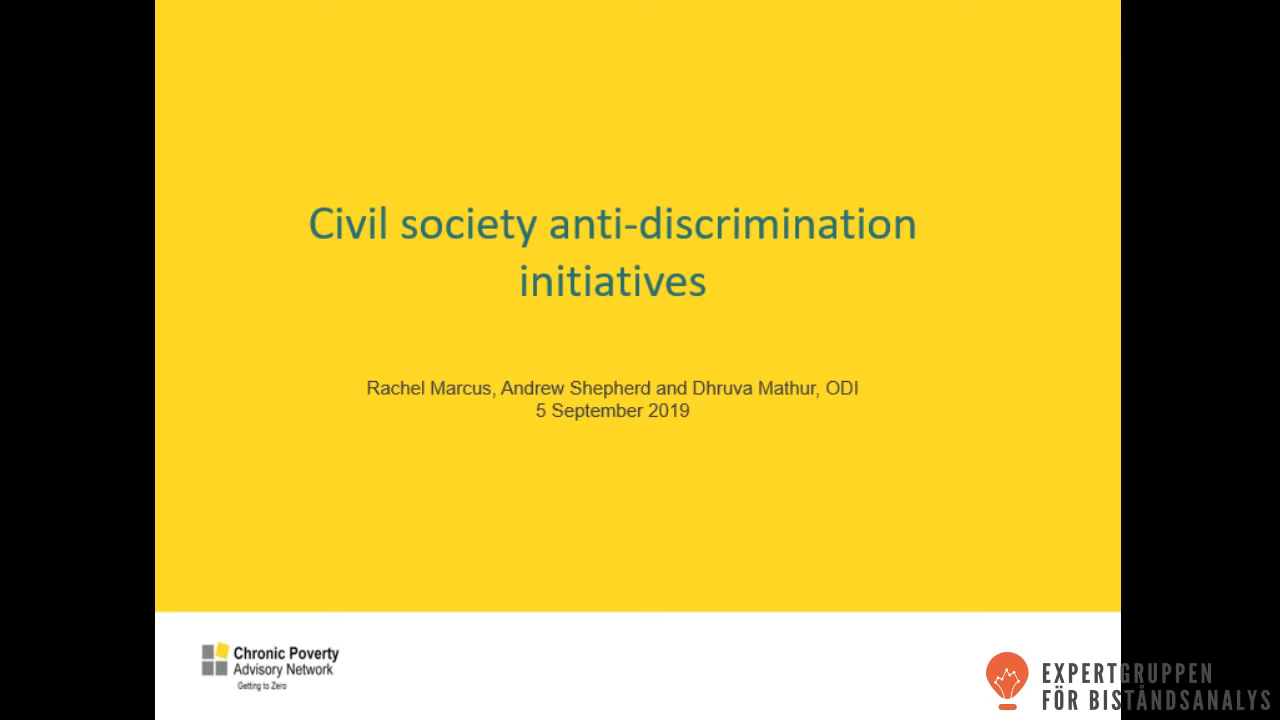 Civil society anti-discrimination
initiatives
Rachel Marcus, Andrew Shepherd and Dhruva Mathur, ODI
5 September 2019
Chronic Poverty
Advisory Network
Getting to Zero
EXPERTGRUPPEN
FÖR BISTÅNDSANALYS